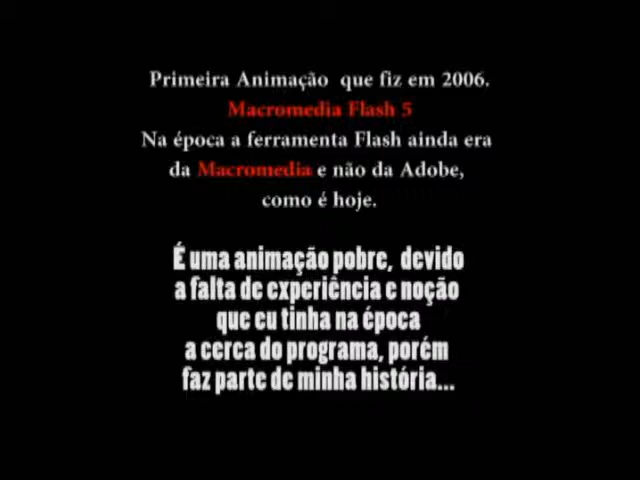 Primeira Animação que fiz em 2006.
Macromedia Flash 5
Na época a ferramenta Flash ainda era
da Macromedia e não da Adobe,
como é hoje.
É uma animação pobre, devido
a falta de experiência e noção
que eu tinha na época
a cerca do programa, porém
faz parte de minha história...